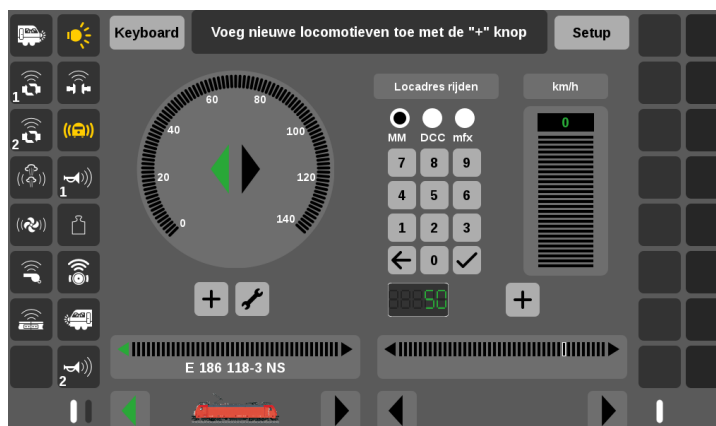 Keyboard
Voeg nieuwe locomotieven toe met de "+" knop
Setup
Locadres rijden
km/h
0
MM DCC mfx
7 8 9
4 5 6
1 2 3
0
50
0 20 40 60 80 100 120 140
1
2
1
2
E 186 118-3 NS